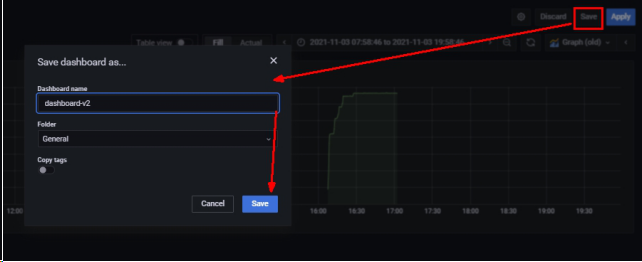 Discard Save Apply
Table view Fill Actual 2021-11-03 07:58:46 to 2021-11-03 19:58:46 Graph (old)
Save dashboard as...
Dashboard name
dashboard-v2
Folder
General
Copy tags
Cancel Save
12:00 16:00 16:30 17:00 17:30 18:00 18:30 19:00 19:30